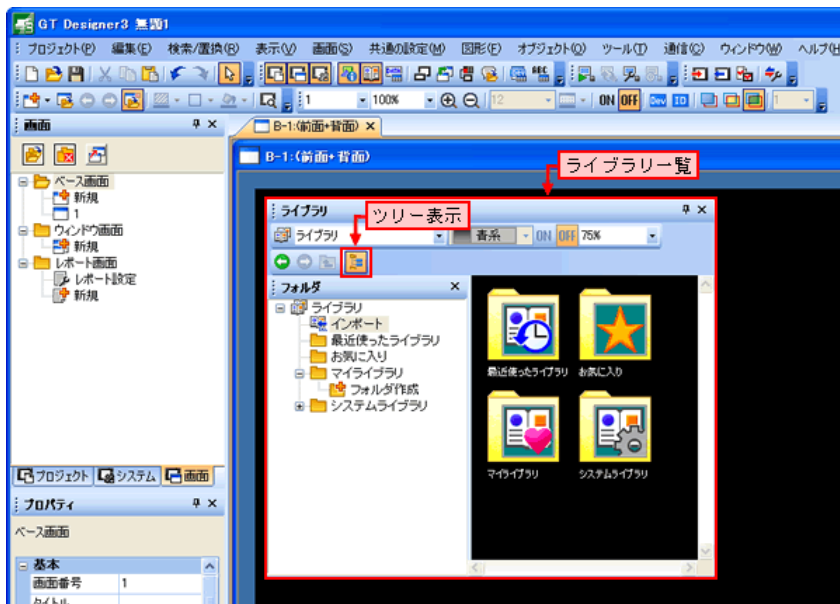 GT Designer3 無題1
プロジェクト(P) 編集(E) 検索/置換(R) 表示(V) 画面(S) 共通の設定(M) 図形(F) オブジェクト(O) ツール(T) 通信(C) ウィンドウ(W) ヘルプ(H
1 100% 12 ON OFF Dev ID 1
画面
B-1:(前面+背面)
B-1:(前面+背面)
ライブラリ一覧
ベース画面
新規
1
ウィンドウ画面
新規
レポート画面
レポート設定
新規
ライブラリ
ツリー表示
ライブラリ 青系 ON OFF 75%
フォルダ
ライブラリ
インポート
最近使ったライブラリ
お気に入り
マイライブラリ
フォルダ作成
システムライブラリ
最近使ったライブラリ お気に入り
マイライブラリ システムライブラリ
プロジェクト システム 画面
プロパティ
ベース画面
基本
画面番号 1
タイトル